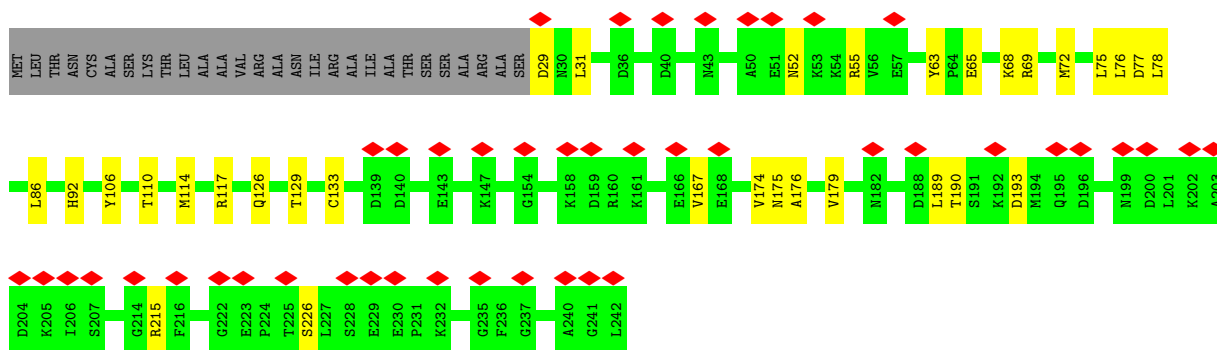 MET LEU THR ASN CYS ALA SER LYS THR LEU ALA ALA VAL ARG ALA ASN ILE ARG ALA ILE ALA THR SER SER ALA ARG ALA SER D29 N30 L31 D36 D40 N43 A50 E51 N52 K53 K54 R55 V56 E57 Y63 P64 E65 K68 R69 M72 L75 L76 D77 L78
L86 H92 Y106 T110 M114 R117 Q126 T129 C133 D139 D140 E143 K147 G154 K158 D159 R160 K161 E166 V167 E168 V174 N175 A176 V179 N182 D188 L189 T190 S191 K192 D193 M194 Q195 D196 N199 D200 L201 K202 A203
D204 K205 I206 S207 G214 R215 F216 G222 E223 P224 T225 S226 L227 S228 E229 E230 P231 K232 G235 F236 G237 A240 G241 L242